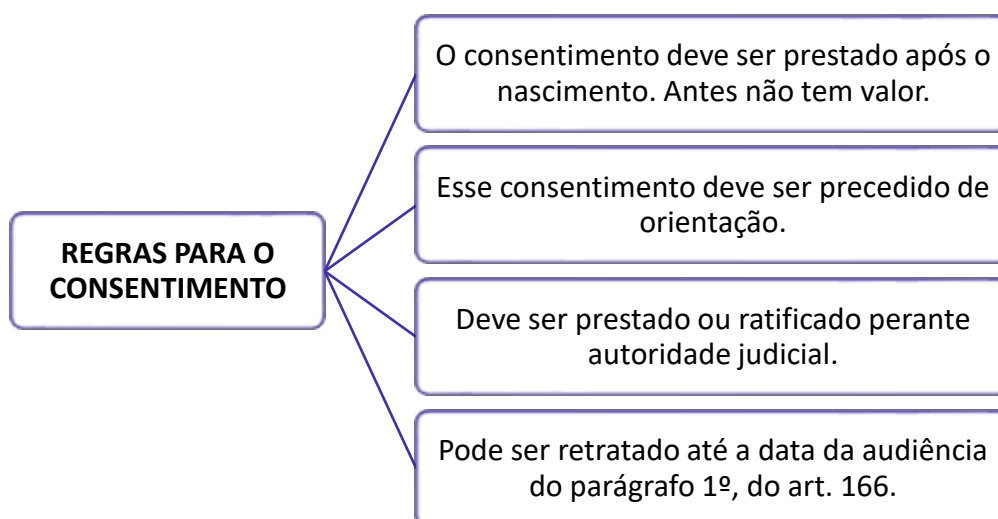 REGRAS PARA O
CONSENTIMENTO
O consentimento deve ser prestado após o
nascimento. Antes não tem valor.
Esse consentimento deve ser precedido de
orientação.
Deve ser prestado ou ratificado perante
autoridade judicial.
Pode ser retratado até a data da audiência
do parágrafo 1º, do art. 166.